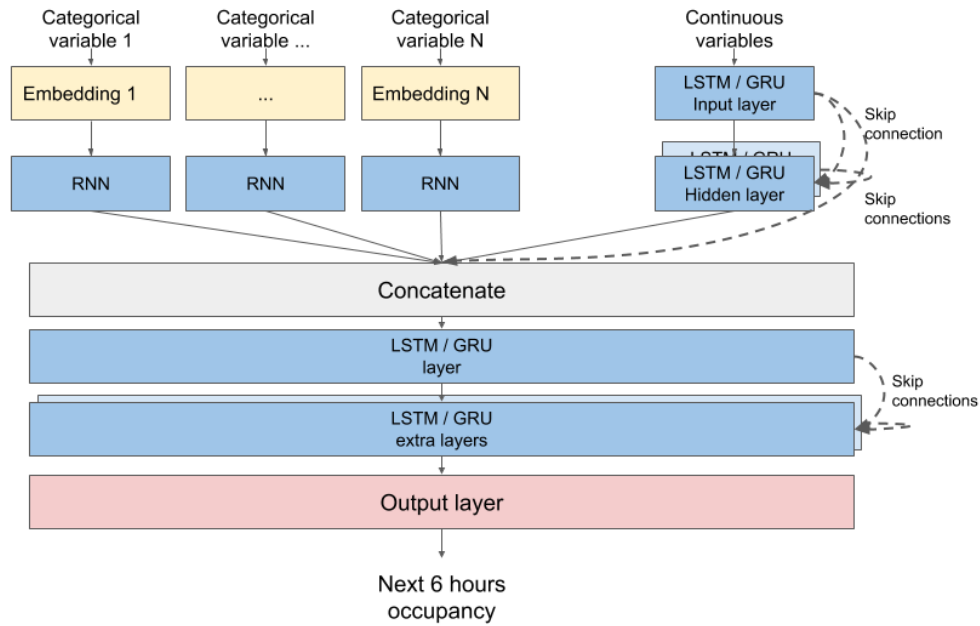 Categorical
variable 1
Categorical
variable ...
Categorical
variable N
Continuous
variables
Embedding 1
...
Embedding N
LSTM / GRU
Input layer
Skip
connection
RNN
RNN
RNN
LSTM / GRU
LSTM / GRU
Hidden layer
Skip
connections
Concatenate
LSTM / GRU
layer
Skip
connections
LSTM / GRU
extra layers
Output layer
Next 6 hours
occupancy